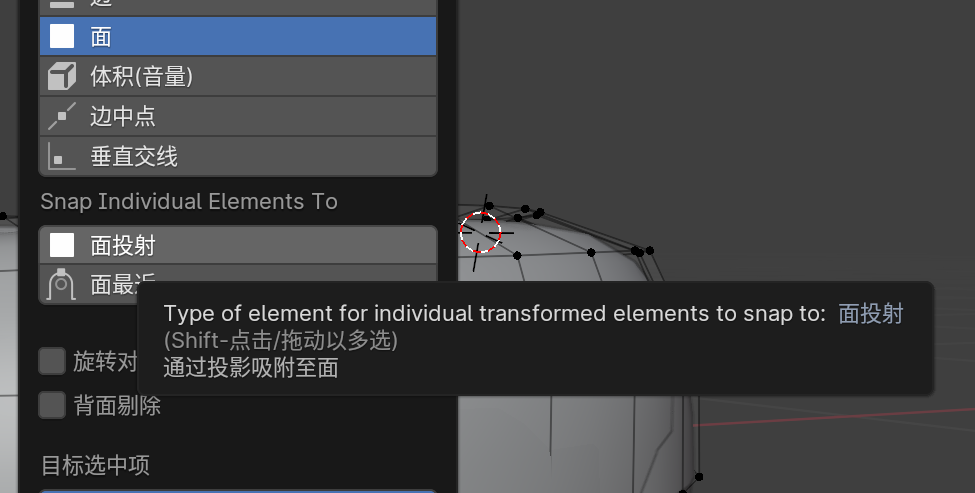 面
体积(音量)
边中点
垂直交线
Snap Individual Elements To
面投射
面最近
Type of element for individual transformed elements to snap to: 面投射
(Shift-点击/拖动以多选)
通过投影吸附至面
旋转对
背面剔除
目标选中项